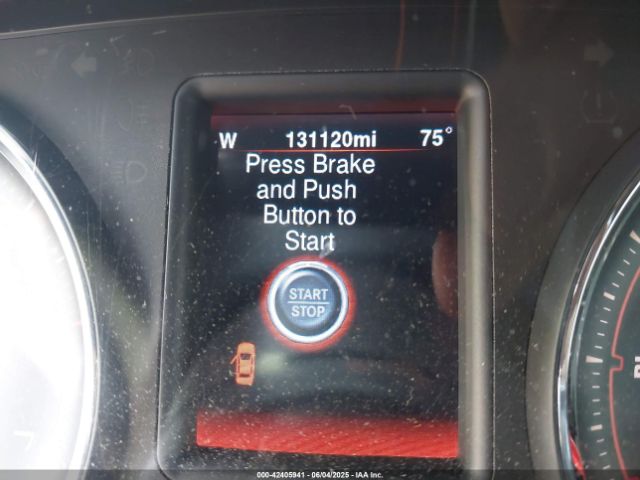 W 131120mi 75°
Press Brake
and Push
Button to
Start
START
STOP
000-42405941 - 06/04/2025 - IAA Inc.